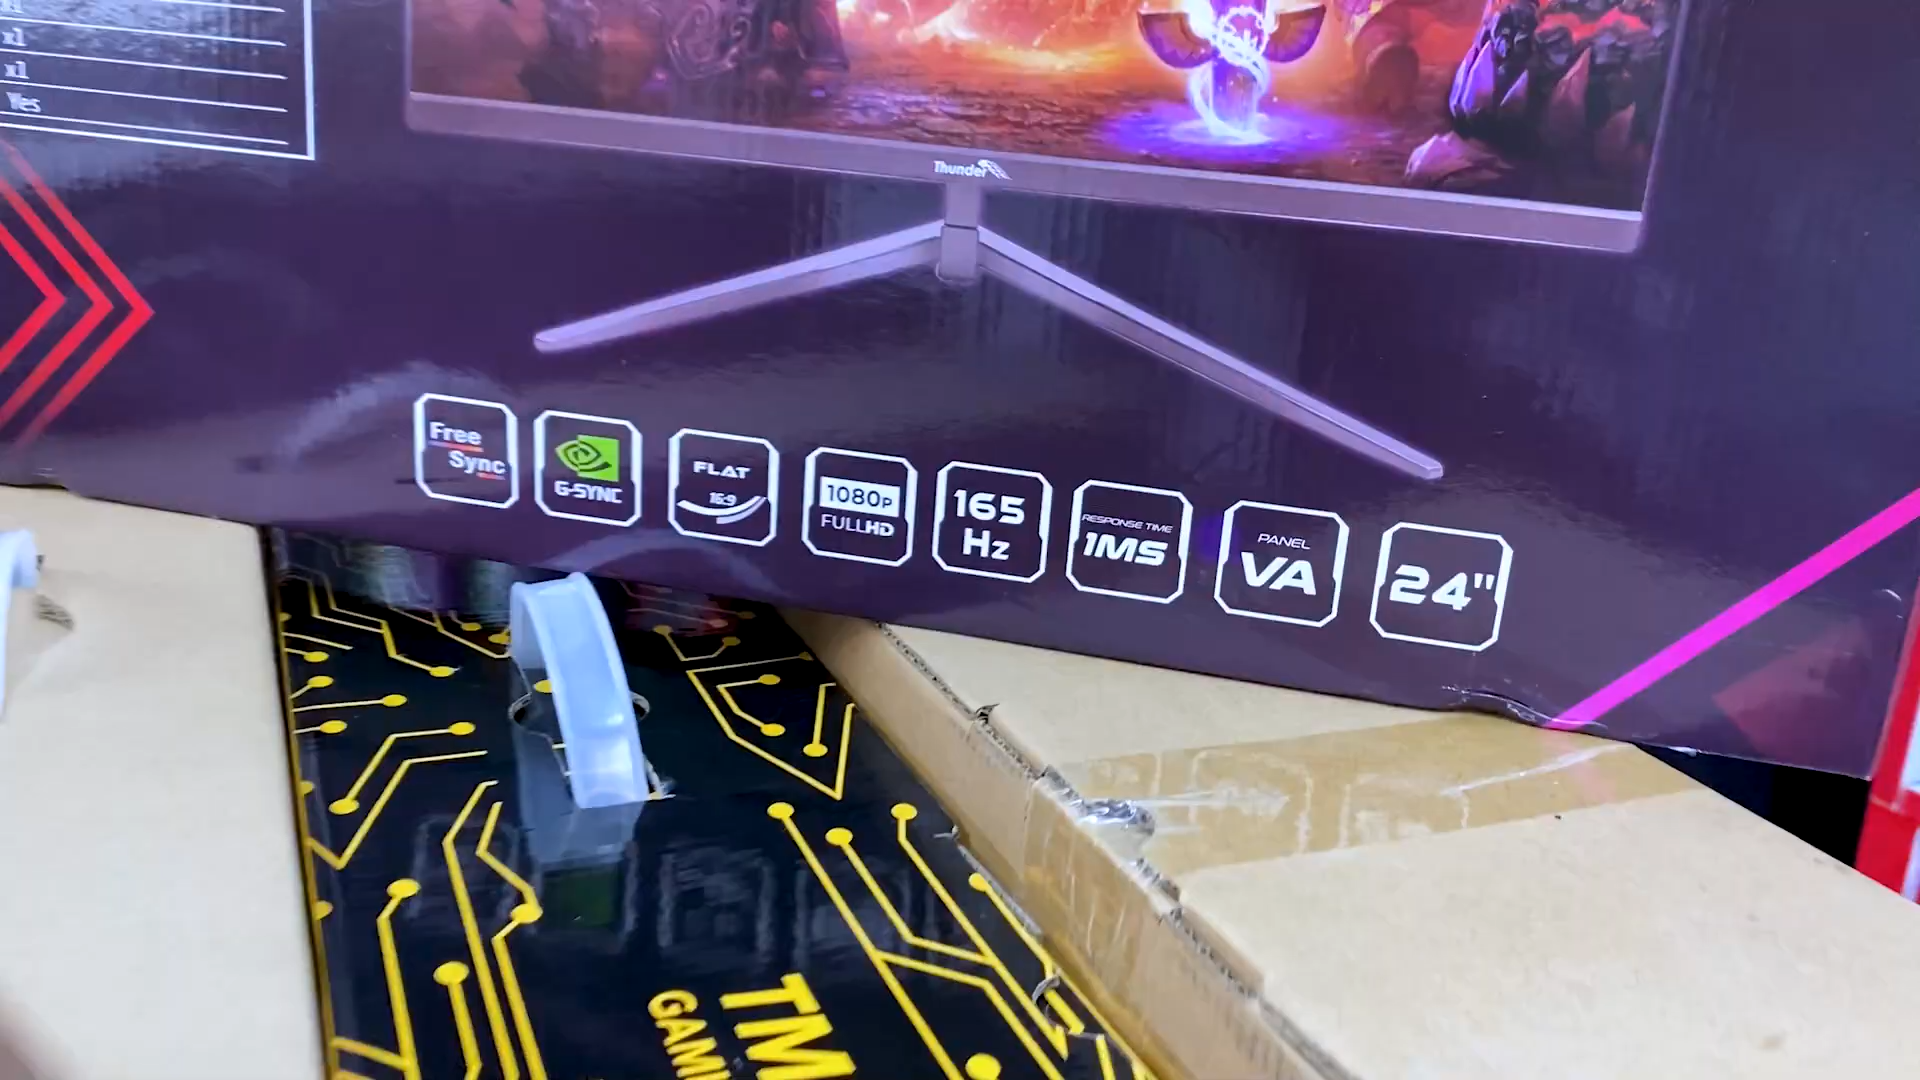 x1
x1
x1
Yes
Thunder
Free
Sync
G-SYNC
FLAT
16:9
1080P
FULLHD
165
Hz
RESPONSE TIME
1MS
PANEL
VA
24"
TM
GAMI